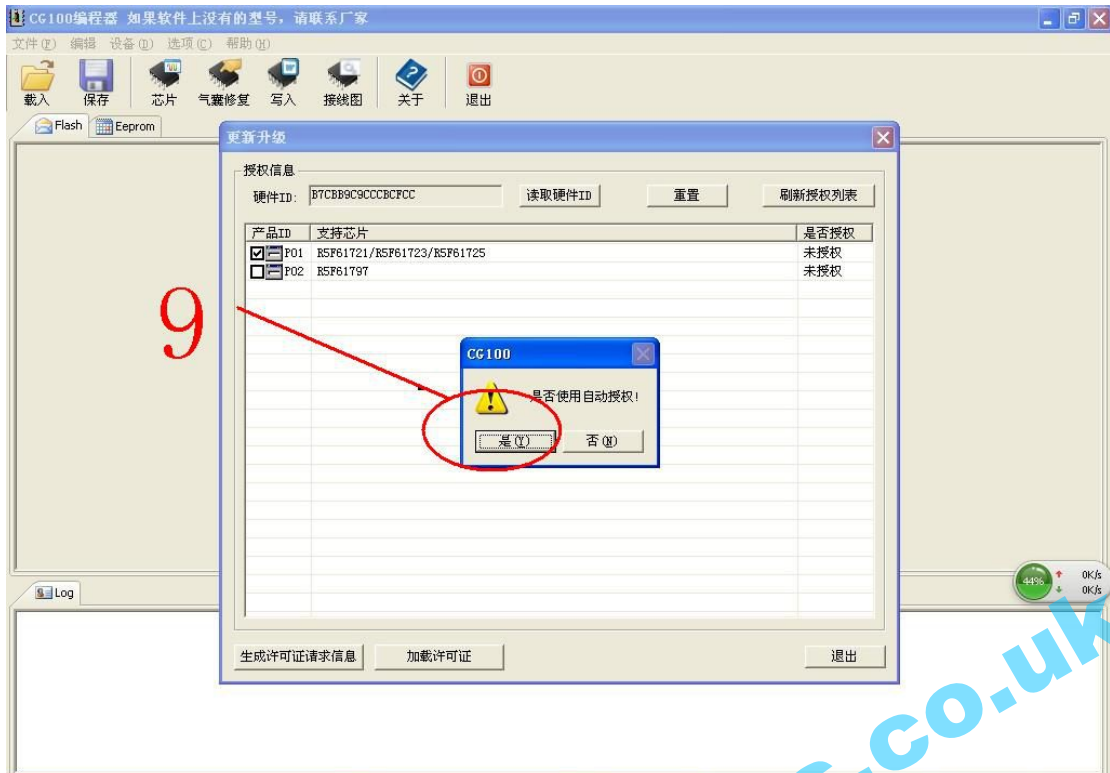 CG100编程器 如果软件上没有的型号，请联系厂家
文件(F) 编辑 设备(D) 选项(C) 帮助(H)
载入 保存 芯片 气囊修复 写入 接线图 关于 退出
Flash Eeprom
更新升级
授权信息
硬件ID: B7CBB9C9CCCBCFCC 读取硬件ID 重置 刷新授权列表
产品ID 支持芯片 是否授权
P01 R5F61721/R5F61723/R5F61725 未授权
P02 R5F61797 未授权
9
CG100
是否使用自动授权!
是(Y) 否(N)
44% 0K/s
0K/s
Log
生成许可证请求信息 加载许可证 退出
s.co.uk